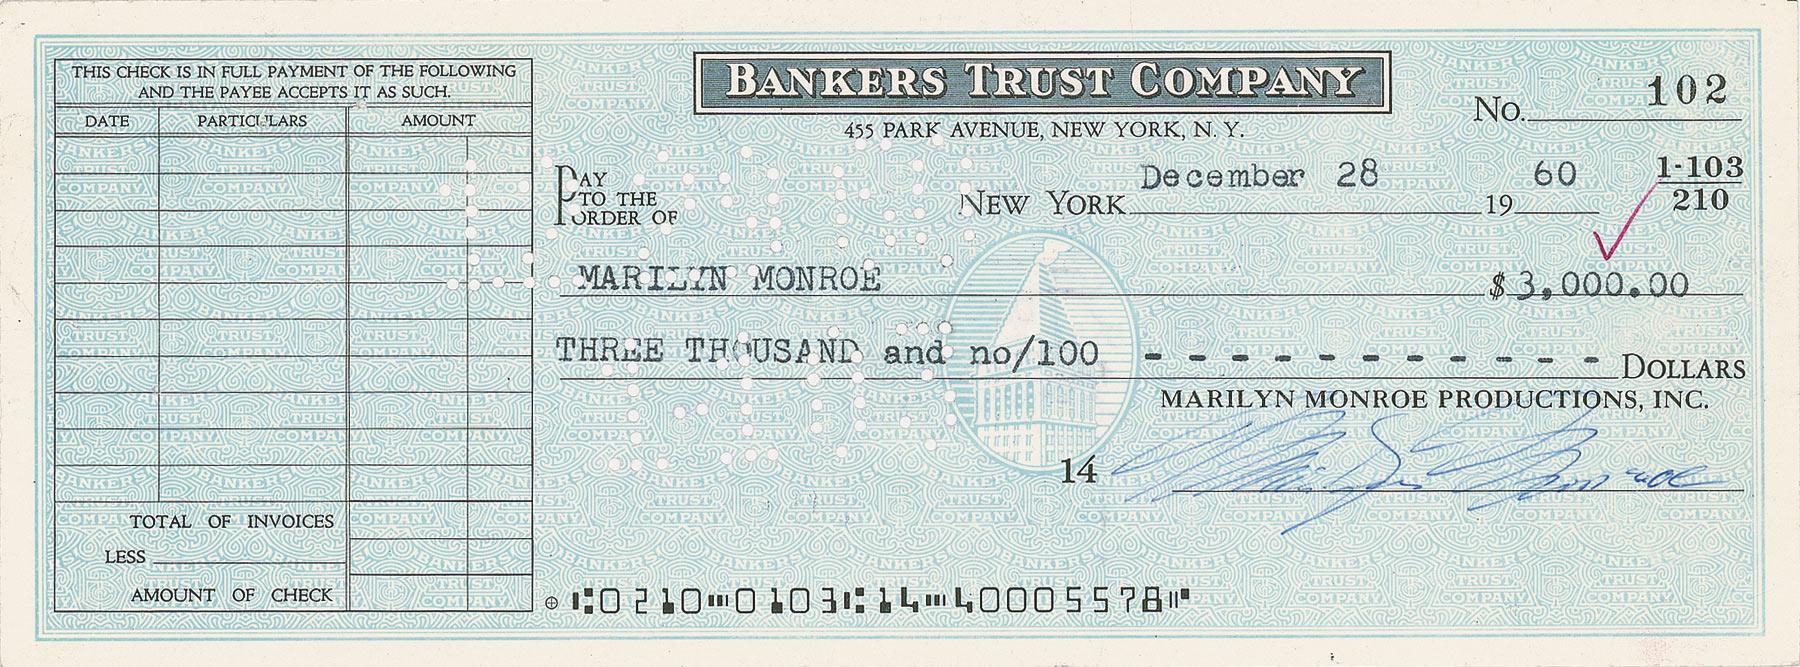 THIS CHECK IS IN FULL PAYMENT OF THE FOLLOWING
AND THE PAYEE ACCEPTS IT AS SUCH.
DATE PARTICULARS AMOUNT
TOTAL OF INVOICES
LESS
AMOUNT OF CHECK
BANKERS TRUST COMPANY
455 PARK AVENUE, NEW YORK, N. Y.
No. 102
1-103
210
NEW YORK December 28 19 60
PAY
TO THE
ORDER OF
MARILYN MONROE $ 3,000.00
THREE THOUSAND and no/100 - - - - - - - - - - - DOLLARS
MARILYN MONROE PRODUCTIONS, INC.
14 Marilyn Monroe
⑆0210⑉0103⑆14⑉40005578⑈